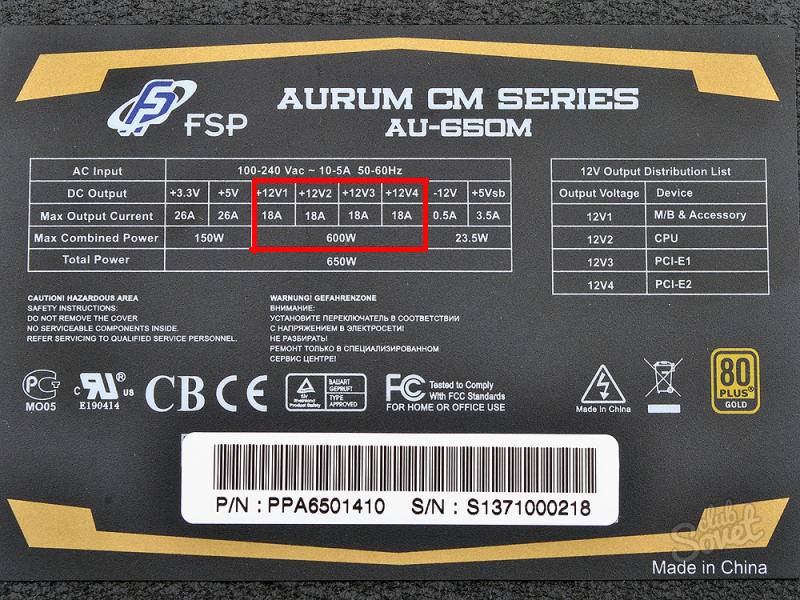 FSP
AURUM CM SERIES
AU-650M
AC Input 100-240 Vac ~ 10-5A 50-60Hz
DC Output +3.3V +5V +12V1 +12V2 +12V3 +12V4 -12V +5Vsb
Max Output Current 26A 26A 18A 18A 18A 18A 0.5A 3.5A
Max Combined Power 150W 600W 23.5W
Total Power 650W
12V Output Distribution List
Output Voltage Device
12V1 M/B & Accessory
12V2 CPU
12V3 PCI-E1
12V4 PCI-E2
CAUTION! HAZARDOUS AREA
SAFETY INSTRUCTIONS:
DO NOT REMOVE THE COVER
NO SERVICEABLE COMPONENTS INSIDE.
REFER SERVICING TO QUALIFIED SERVICE PERSONNEL.
WARNUNG! GEFAHRENZONE
ВНИМАНИЕ:
УСТАНОВИТЕ ПЕРЕКЛЮЧАТЕЛЬ В СООТВЕТСТВИИ
С НАПРЯЖЕНИЕМ В ЭЛЕКТРОСЕТИ!
НЕ РАЗБИРАТЬ!
РЕМОНТ ТОЛЬКО В СПЕЦИАЛИЗИРОВАННОМ
СЕРВИС ЦЕНТРЕ!
MO05
c RU ® us
E190414
CB CE
TÜV Rheinland
Product Safety
BAUART
GEPRÜFT
TYPE
APPROVED
FC Tested to Comply
With FCC Standards
FOR HOME OR OFFICE USE
Made in China
80
PLUS®
GOLD
P/N : PPA6501410 S/N : S1371000218
club
Sovet
Made in China